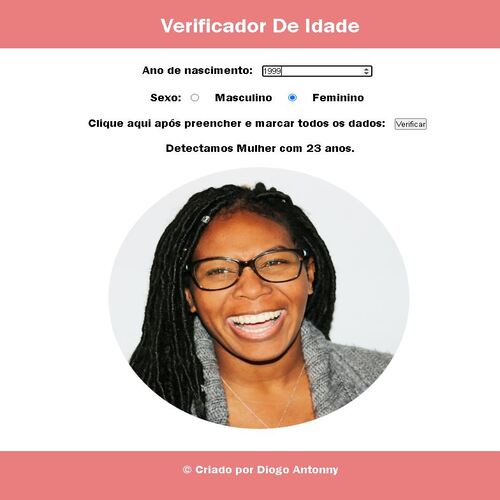 Verificador De Idade
Ano de nascimento: 1999
Sexo: Masculino Feminino
Clique aqui após preencher e marcar todos os dados: Verificar
Detectamos Mulher com 23 anos.
© Criado por Diogo Antonny